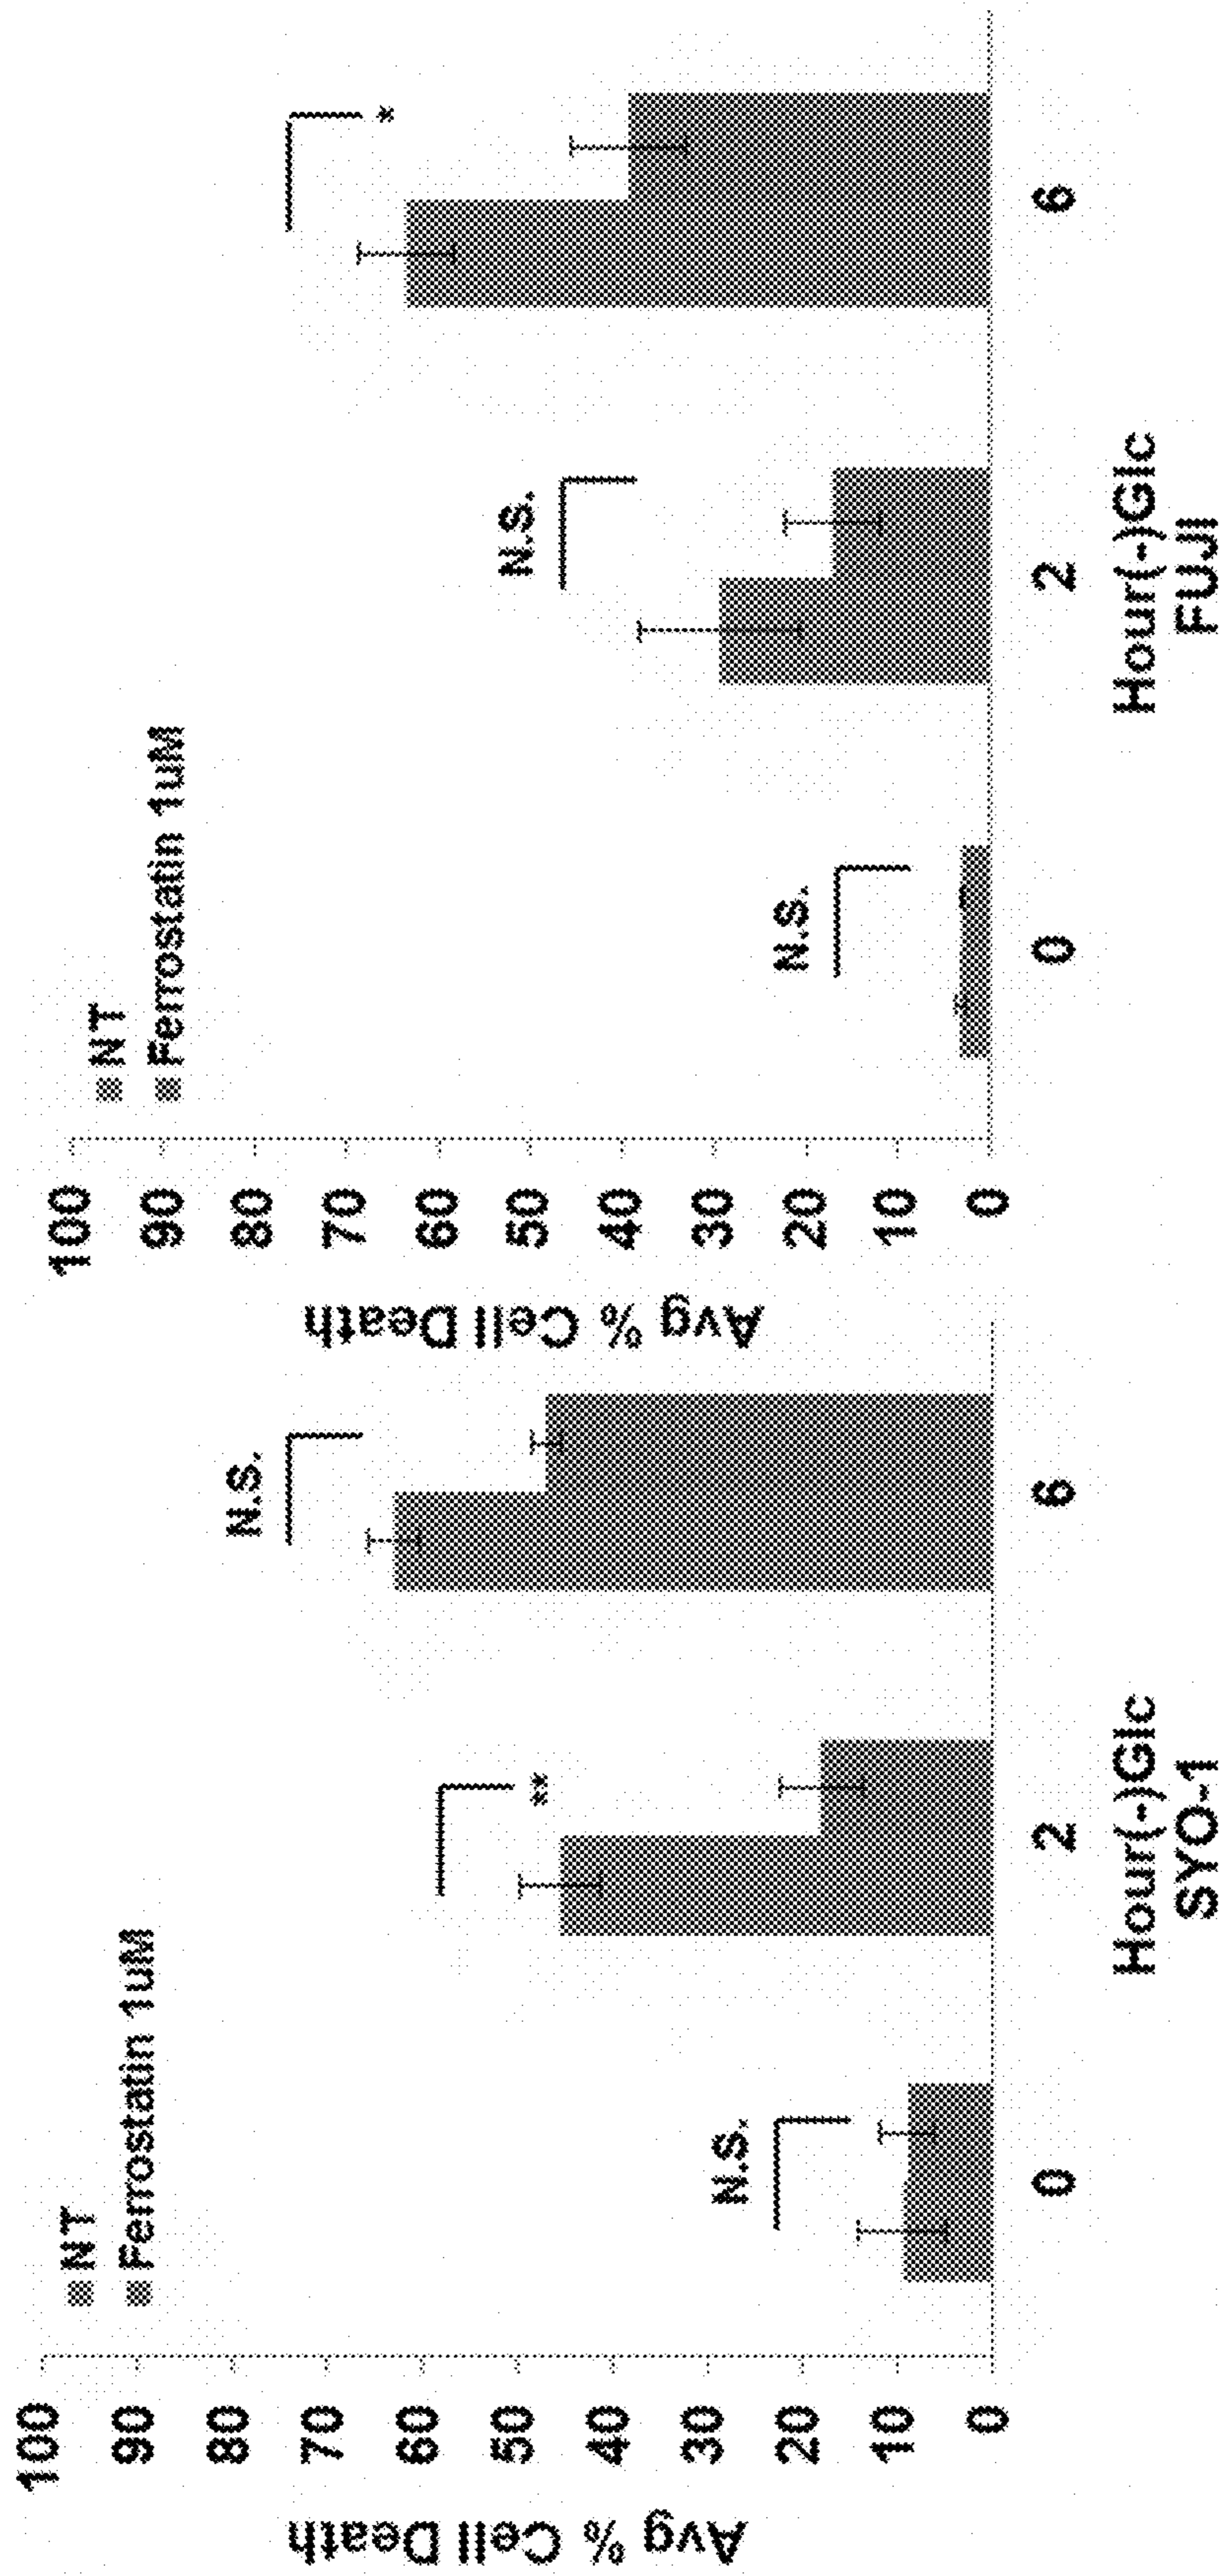 Avg % Cell Death
100
90
80
70
60
50
40
30
20
10
0
NT
Ferrostatin 1uM
N.S.
**
N.S.
0
2
6
Hour(-)Glc
SYO-1
Avg % Cell Death
100
90
80
70
60
50
40
30
20
10
0
NT
Ferrostatin 1uM
N.S.
N.S.
*
0
2
6
Hour(-)Glc
FUJI